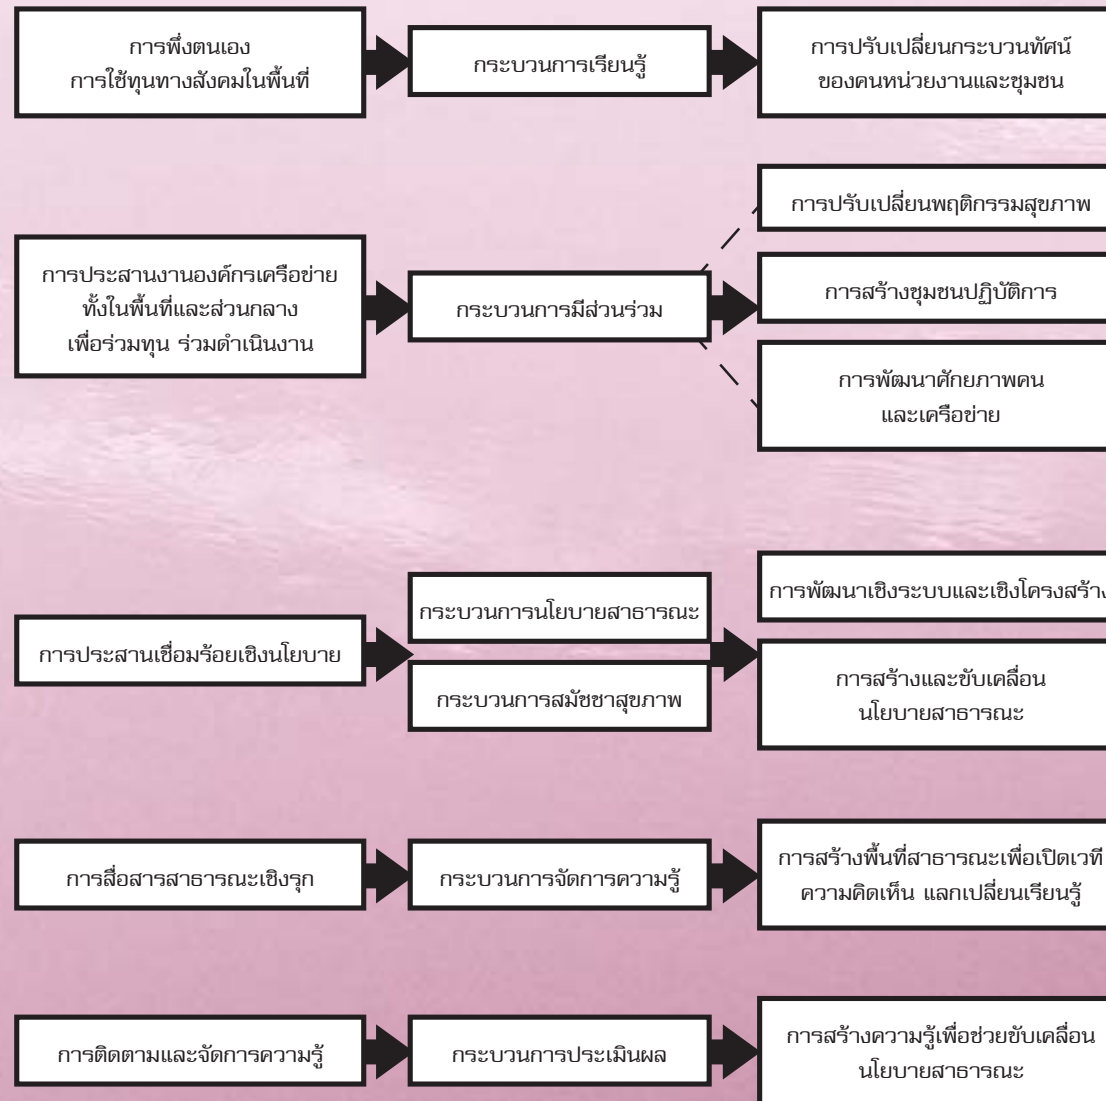 การพึ่งตนเอง
การใช้ทุนทางสังคมในพื้นที่
กระบวนการเรียนรู้
การปรับเปลี่ยนกระบวนทัศน์
ของคนหน่วยงานและชุมชน
การประสานงานองค์กรเครือข่าย
ทั้งในพื้นที่และส่วนกลาง
เพื่อร่วมทุน ร่วมดำเนินงาน
กระบวนการมีส่วนร่วม
การปรับเปลี่ยนพฤติกรรมสุขภาพ
การสร้างชุมชนปฏิบัติการ
การพัฒนาศักยภาพคน
และเครือข่าย
การประสานเชื่อมร้อยเชิงนโยบาย
กระบวนการนโยบายสาธารณะ
กระบวนการสมัชชาสุขภาพ
การพัฒนาเชิงระบบและเชิงโครงสร้าง
การสร้างและขับเคลื่อน
นโยบายสาธารณะ
การสื่อสารสาธารณะเชิงรุก
กระบวนการจัดการความรู้
การสร้างพื้นที่สาธารณะเพื่อเปิดเวที
ความคิดเห็น แลกเปลี่ยนเรียนรู้
การติดตามและจัดการความรู้
กระบวนการประเมินผล
การสร้างความรู้เพื่อช่วยขับเคลื่อน
นโยบายสาธารณะ